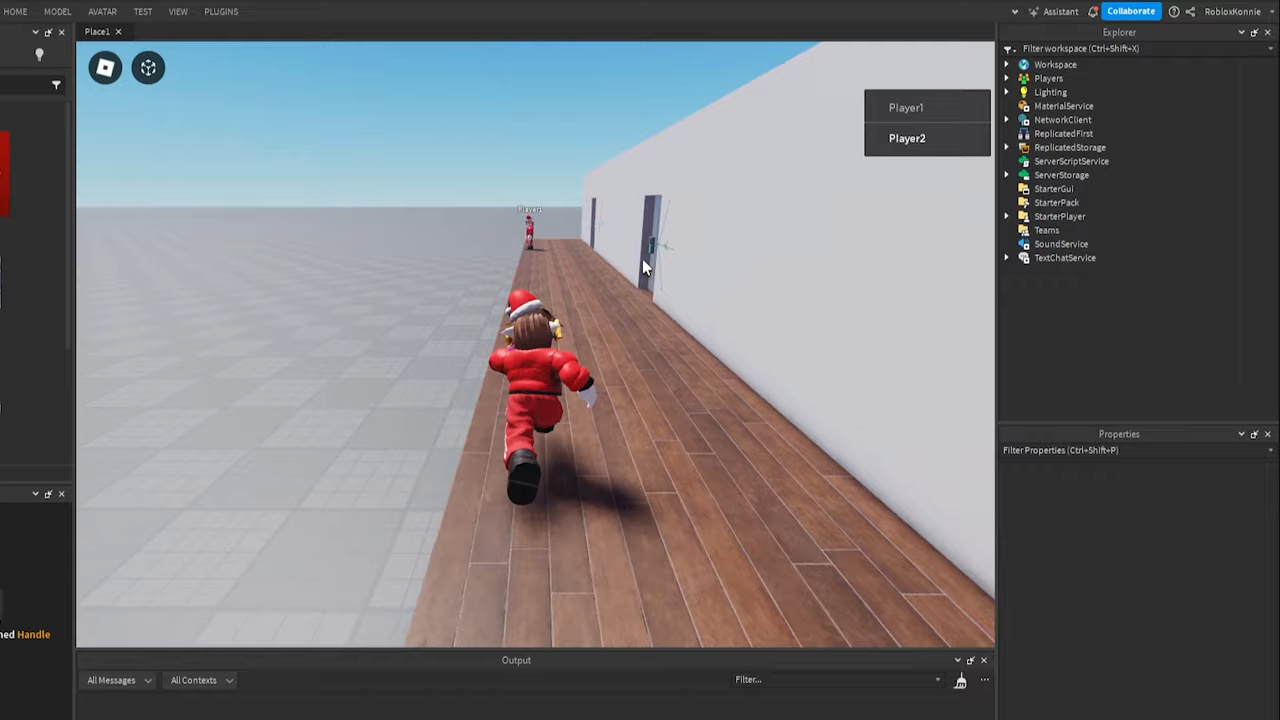 HOME MODEL AVATAR TEST VIEW PLUGINS Assistant Collaborate RobloxKonnie
Place1
Explorer
Filter workspace (Ctrl+Shift+X)
Workspace
Players
Lighting
MaterialService
NetworkClient
ReplicatedFirst
ReplicatedStorage
ServerScriptService
ServerStorage
StarterGui
StarterPack
StarterPlayer
Teams
SoundService
TextChatService
Player1
Player2
Properties
Filter Properties (Ctrl+Shift+P)
Handle
Output
All Messages All Contexts Filter...